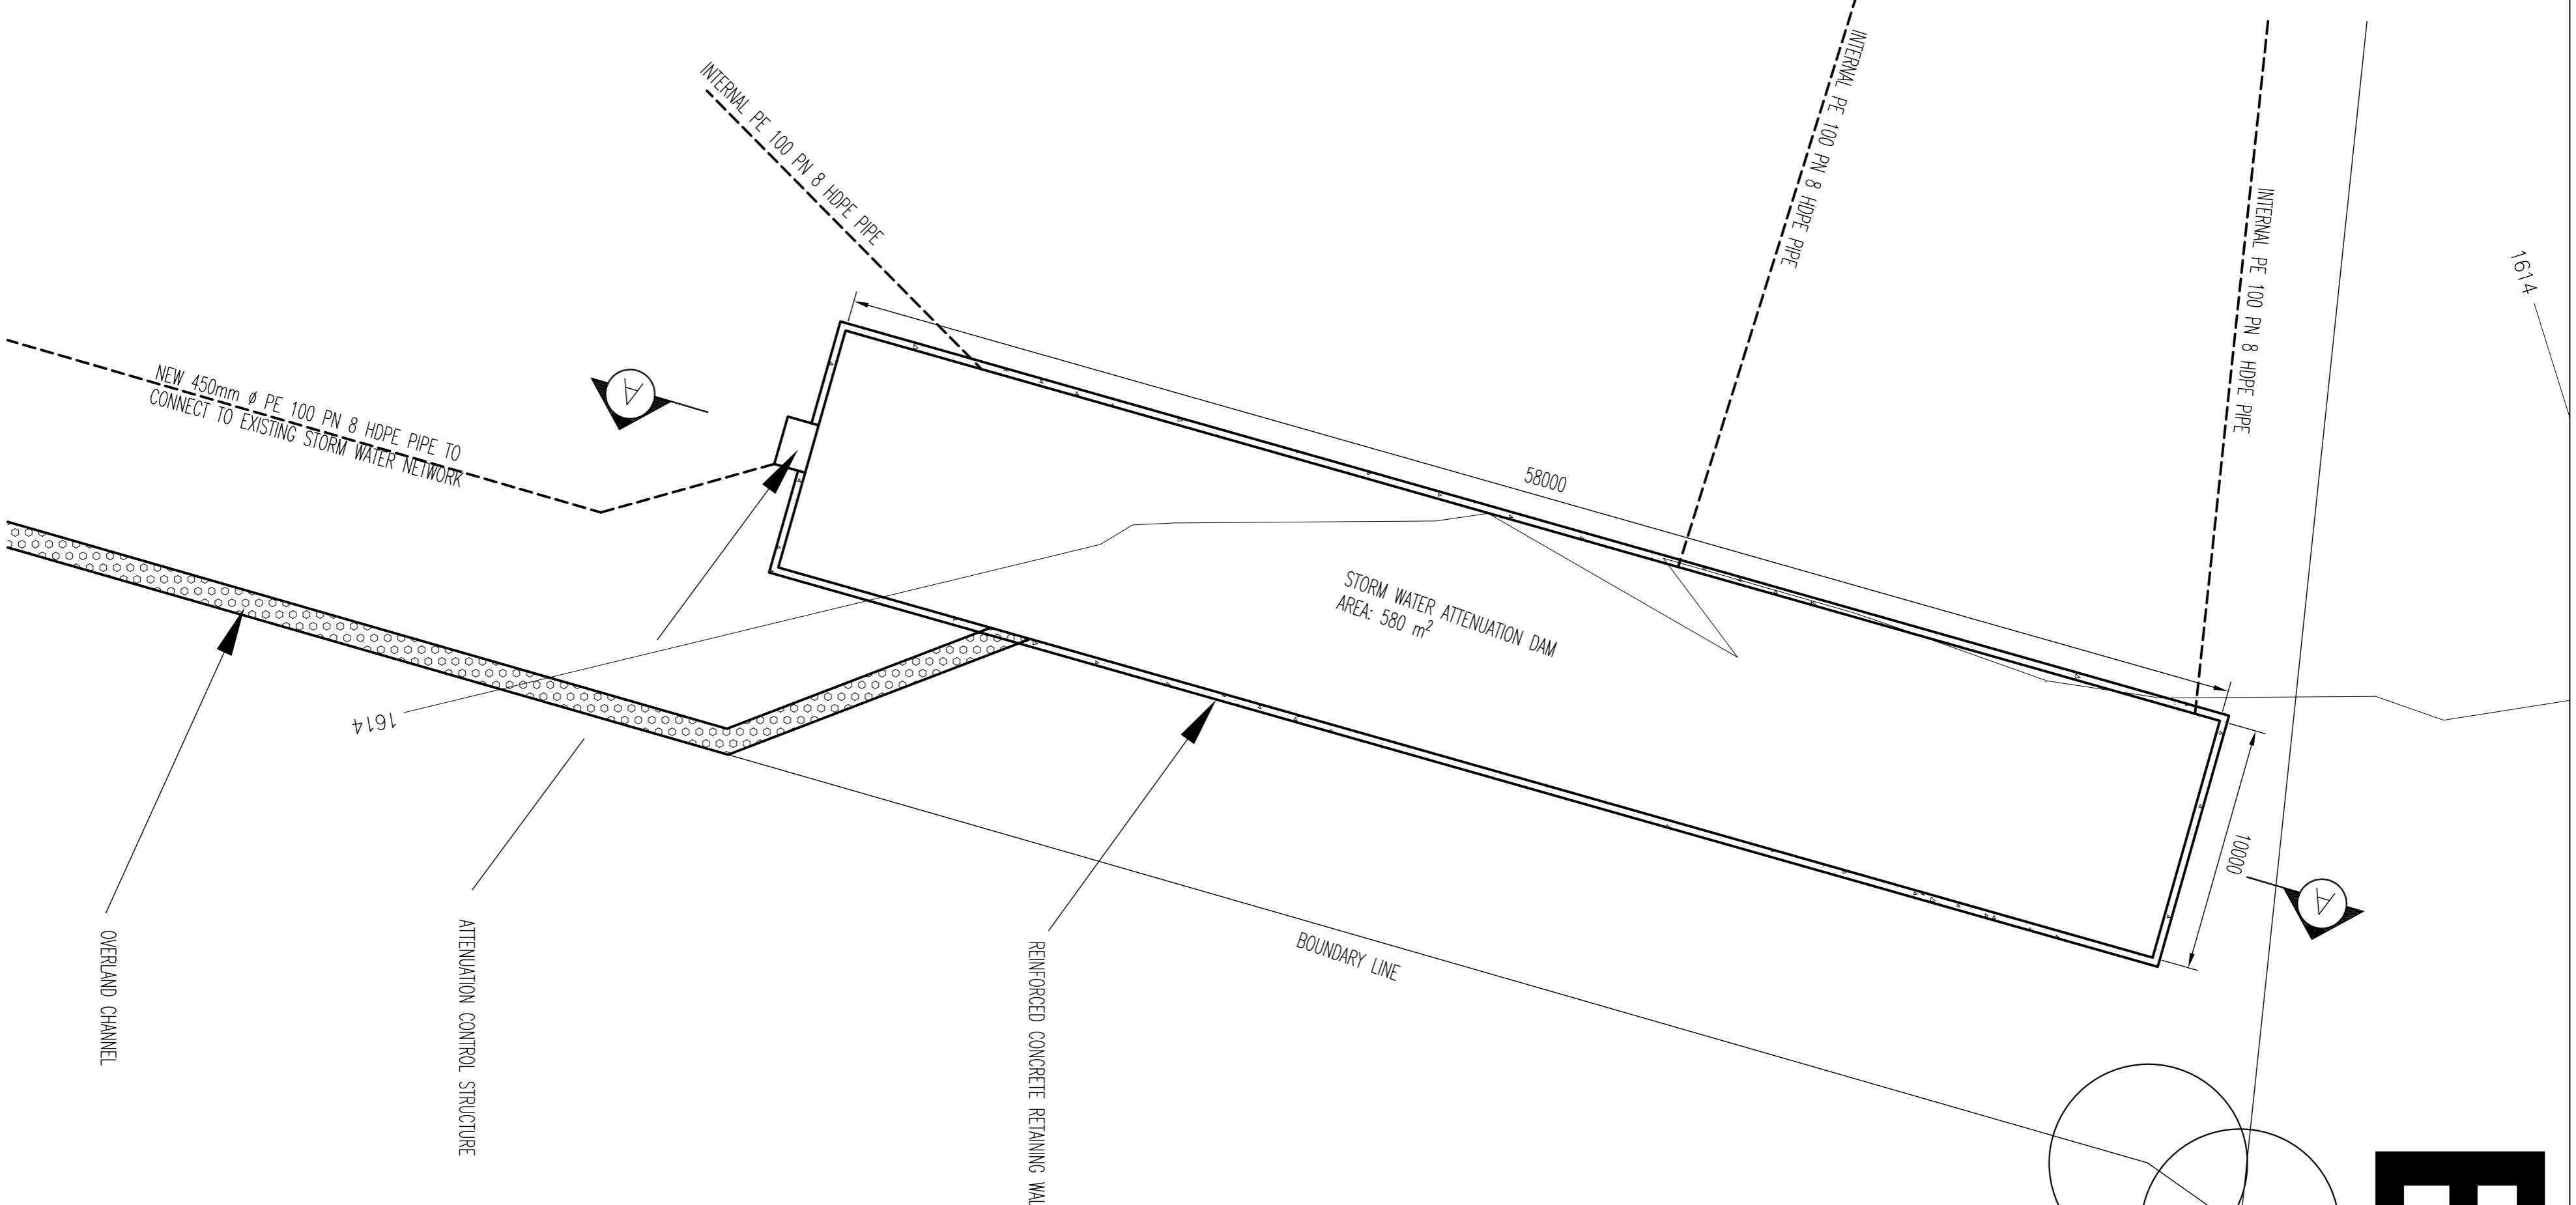 INTERNAL PE 100 PN 8 HDPE PIPE
INTERNAL PE 100 PN 8 HDPE PIPE
INTERNAL PE 100 PN 8 HDPE PIPE
1614
NEW 450mm ø PE 100 PN 8 HDPE PIPE TO
CONNECT TO EXISTING STORM WATER NETWORK
A
58000
STORM WATER ATTENUATION DAM
AREA: 580 m²
1614
10000
A
BOUNDARY LINE
OVERLAND CHANNEL
ATTENUATION CONTROL STRUCTURE
REINFORCED CONCRETE RETAINING WAL